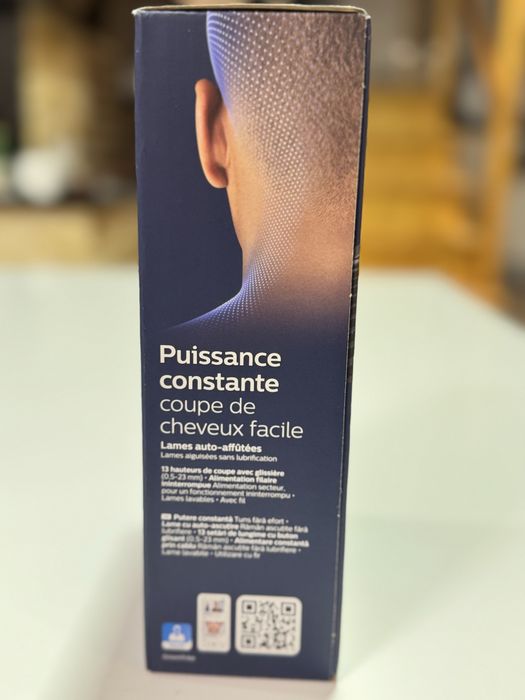 Puissance
constante
coupe de
cheveux facile
Lames auto-affûtées
Lames aiguisées sans lubrification
13 hauteurs de coupe avec glissière
(0,5-23 mm) • Alimentation filaire
ininterrompue Alimentation secteur,
pour un fonctionnement ininterrompu •
Lames lavables • Avec fil
Putere constantă Tuns fără efort •
Lame cu auto-ascuțire Rămân ascuțite fără
lubrifiere • 13 setări de lungime cu buton
glisant (0,5-23 mm) • Alimentare constantă
prin cablu Rămân ascuțite fără lubrifiere •
Lame lavabile • Utilizare cu fir